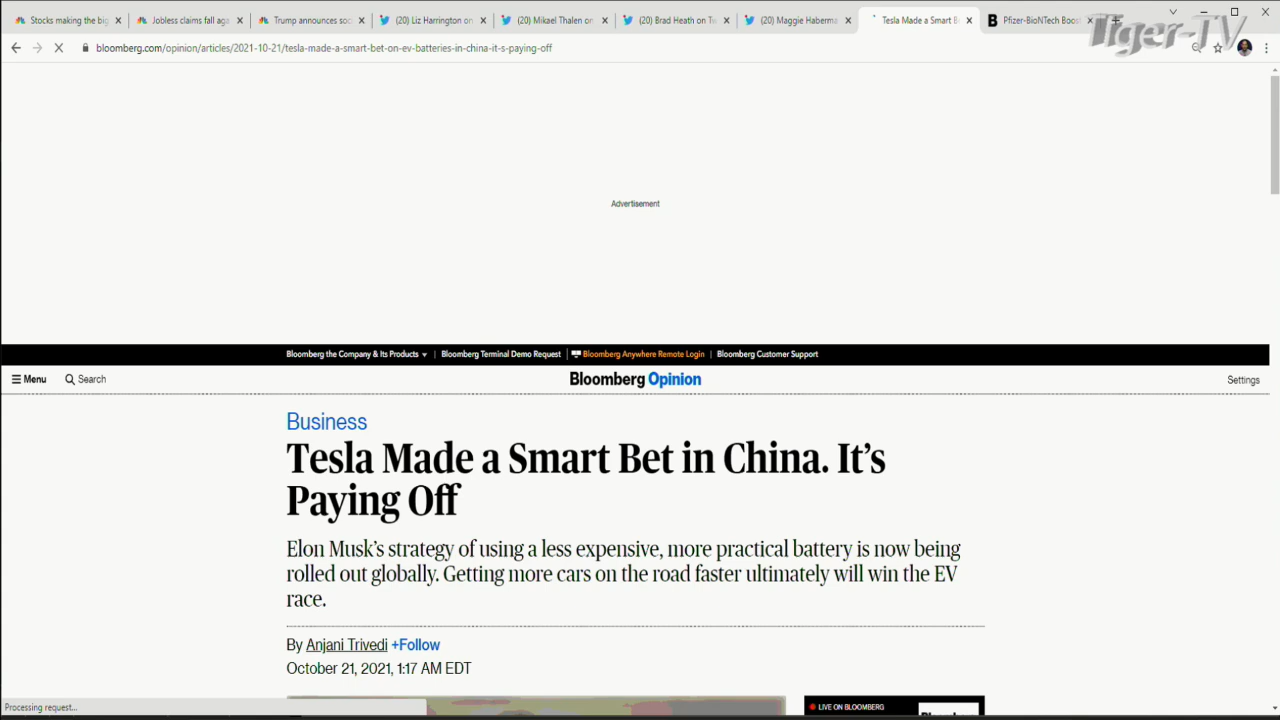 Stocks making the big
Jobless claims fall aga
Trump announces soci
(20) Liz Harrington on
(20) Mikael Thalen on
(20) Brad Heath on Tw
(20) Maggie Haberma
Tesla Made a Smart B
Pfizer-BioNTech Boost
Tiger-TV
bloomberg.com/opinion/articles/2021-10-21/tesla-made-a-smart-bet-on-ev-batteries-in-china-it-s-paying-off
Advertisement
Bloomberg the Company & Its Products | Bloomberg Terminal Demo Request | Bloomberg Anywhere Remote Login | Bloomberg Customer Support
Menu Search Bloomberg Opinion Settings
Business
Tesla Made a Smart Bet in China. It's
Paying Off
Elon Musk's strategy of using a less expensive, more practical battery is now being
rolled out globally. Getting more cars on the road faster ultimately will win the EV
race.
By Anjani Trivedi +Follow
October 21, 2021, 1:17 AM EDT
Processing request...
LIVE ON BLOOMBERG